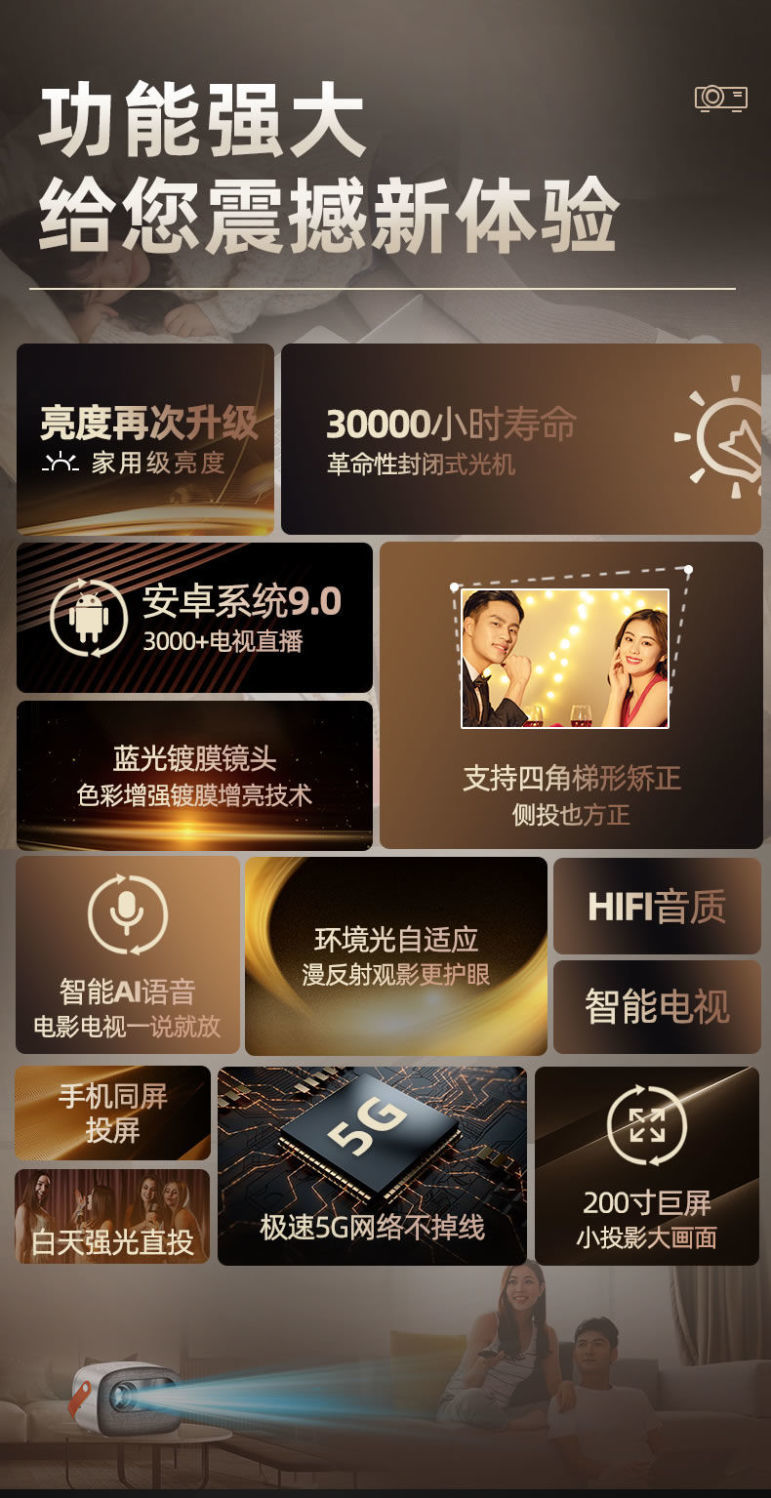 功能强大
给您震撼新体验
亮度再次升级
家用级亮度
30000小时寿命
革命性封闭式光机
安卓系统9.0
3000+电视直播
蓝光镀膜镜头
色彩增强镀膜增亮技术
支持四角梯形矫正
侧投也方正
智能AI语音
电影电视一说就放
环境光自适应
漫反射观影更护眼
HIFI音质
智能电视
手机同屏
投屏
白天强光直投
5G
极速5G网络不掉线
200寸巨屏
小投影大画面